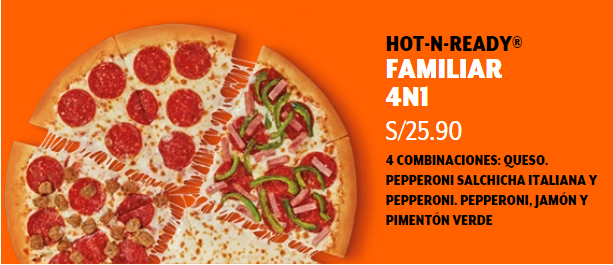 HOT-N-READY®
FAMILIAR
4N1
S/25.90
4 COMBINACIONES: QUESO.
PEPPERONI SALCHICHA ITALIANA Y
PEPPERONI. PEPPERONI, JAMÓN Y
PIMENTÓN VERDE